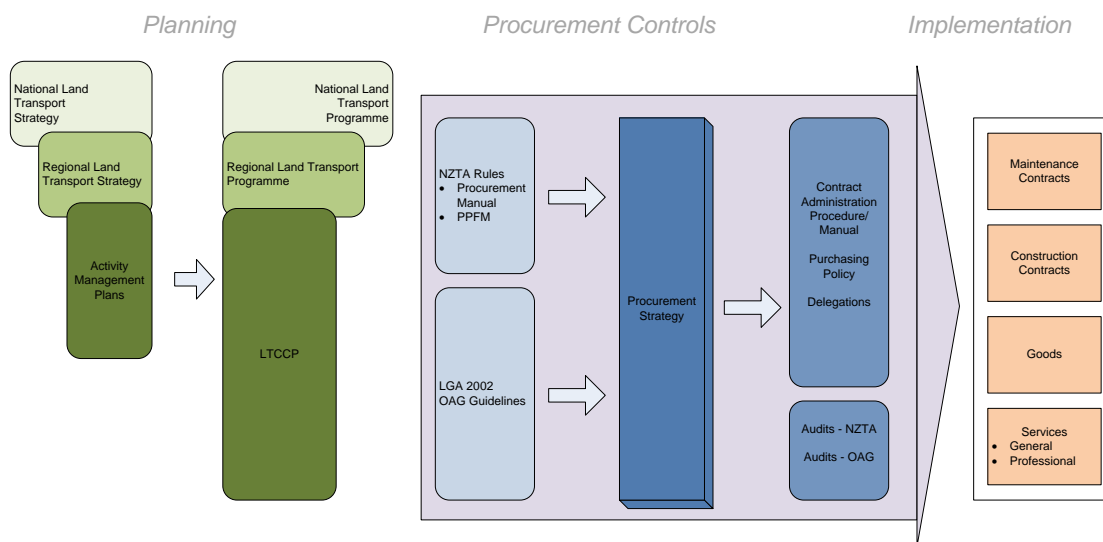 Planning
Procurement Controls
Implementation
National Land
Transport
Strategy
Regional Land
Transport Strategy
Activity
Management
Plans
National Land
Transport
Programme
Regional Land Transport
Programme
LTCCP
NZTA Rules
• Procurement
Manual
• PPFM
LGA 2002
OAG Guidelines
Procurement
Strategy
Contract
Administration
Procedure/
Manual
Purchasing
Policy
Delegations
Audits - NZTA
Audits - OAG
Maintenance
Contracts
Construction
Contracts
Goods
Services
• General
• Professional